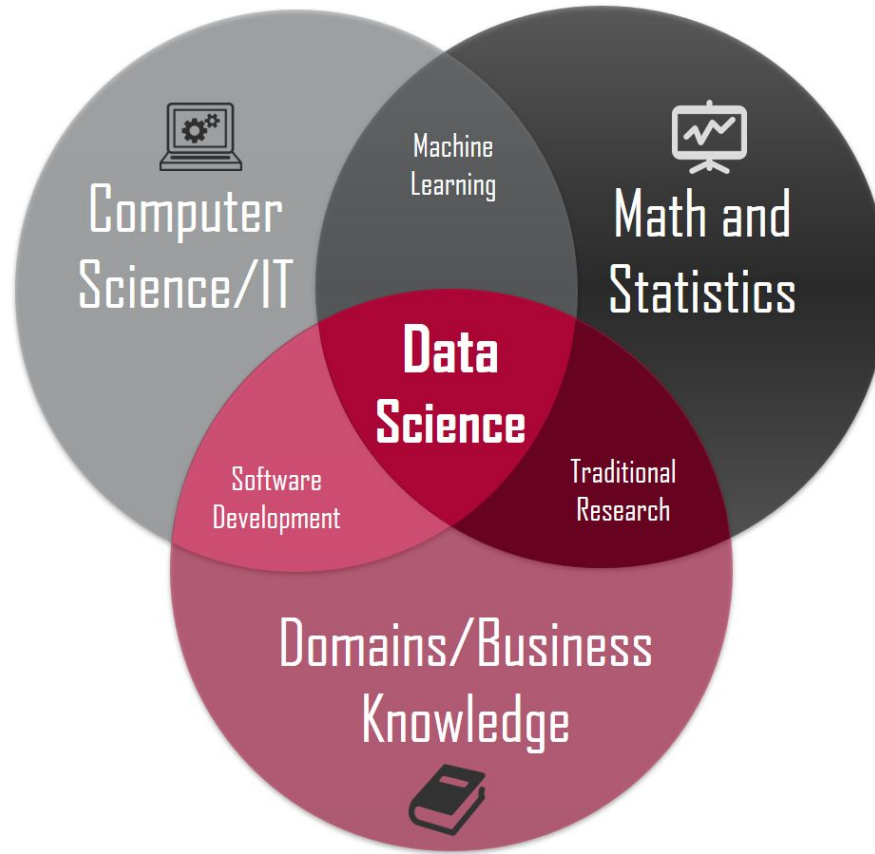 Machine
Learning
Computer
Science/IT
Math and
Statistics
Data
Science
Software
Development
Traditional
Research
Domains/Business
Knowledge